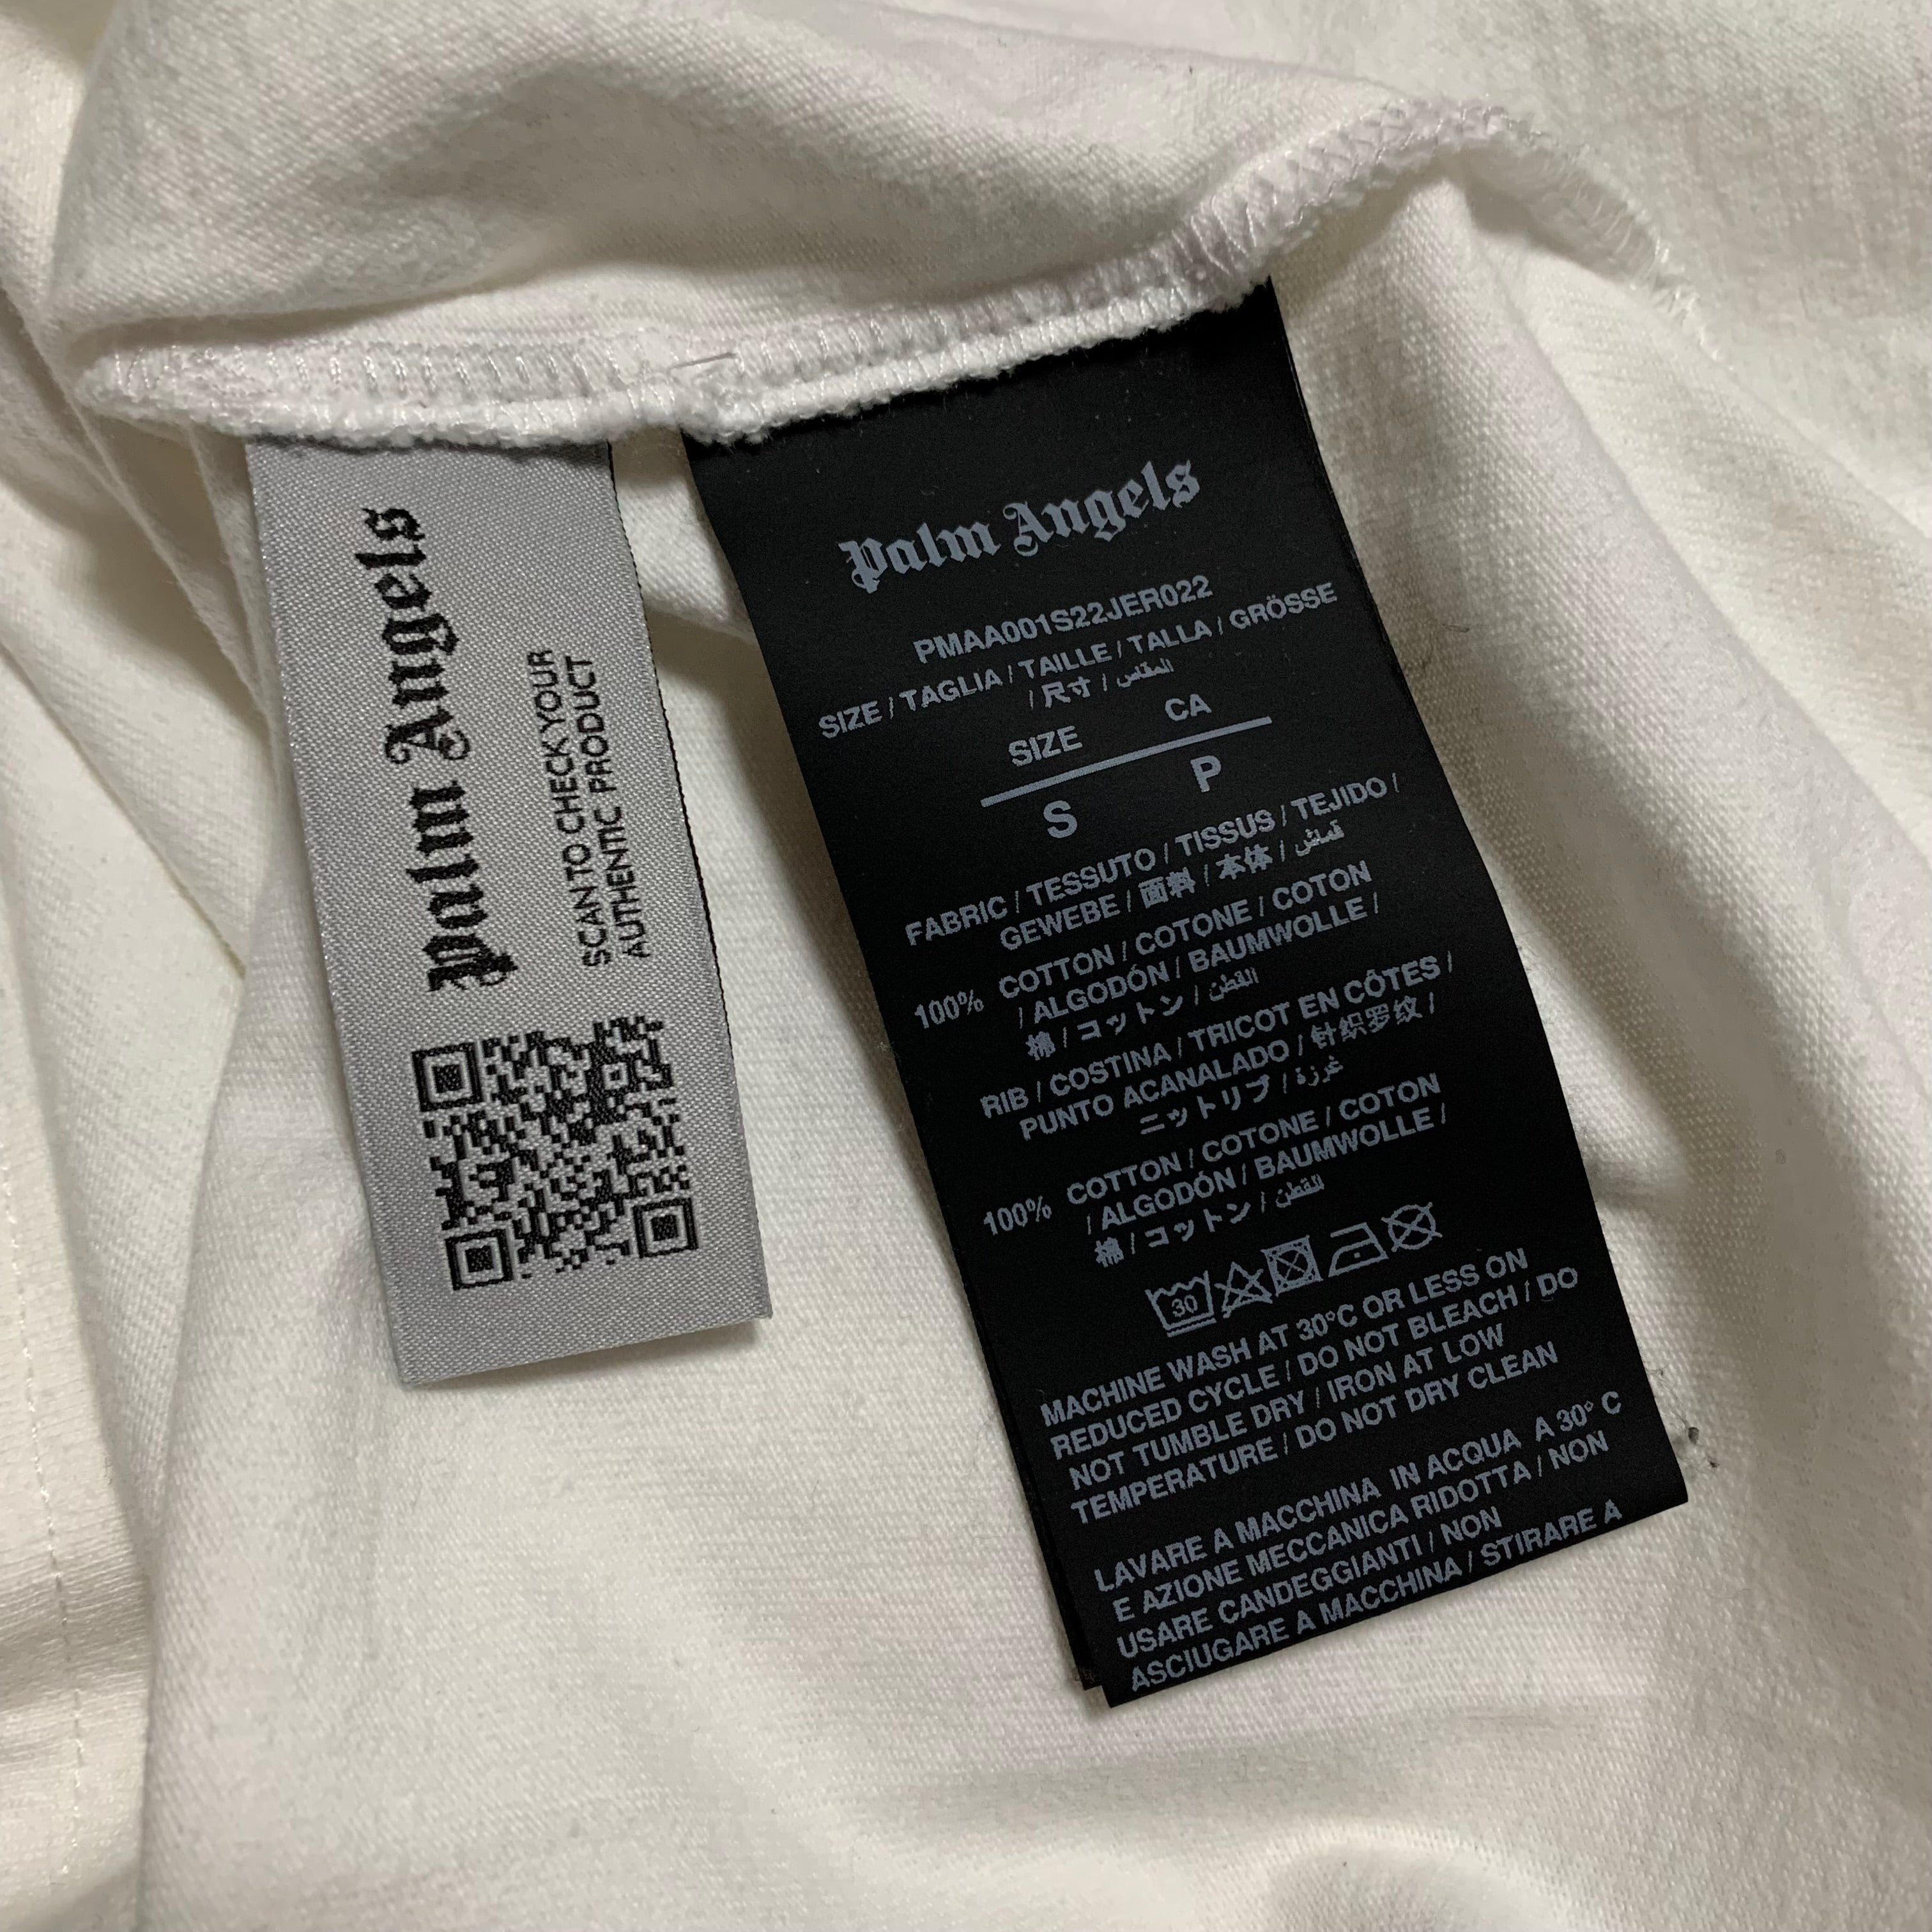 Palm Angels
SCAN TO CHECK YOUR
AUTHENTIC PRODUCT
Palm Angels
PMAA001S22JER022
SIZE / TAGLIA / TAILLE / TALLA / GRÖSSE
/ 尺寸 / المقاس
SIZE CA
S P
FABRIC / TESSUTO / TISSUS / TEJIDO /
GEWEBE / 面料 / 本体 / قماش
100% COTTON / COTONE / COTON
/ ALGODÓN / BAUMWOLLE /
棉 / コットン / القطن
RIB / COSTINA / TRICOT EN CÔTES /
PUNTO ACANALADO / 针织罗纹 /
ニットリブ / غرزة
100% COTTON / COTONE / COTON
/ ALGODÓN / BAUMWOLLE /
棉 / コットン / القطن
30
MACHINE WASH AT 30°C OR LESS ON
REDUCED CYCLE / DO NOT BLEACH / DO
NOT TUMBLE DRY / IRON AT LOW
TEMPERATURE / DO NOT DRY CLEAN
LAVARE A MACCHINA IN ACQUA A 30° C
E AZIONE MECCANICA RIDOTTA / NON
USARE CANDEGGIANTI / NON
ASCIUGARE A MACCHINA / STIRARE A